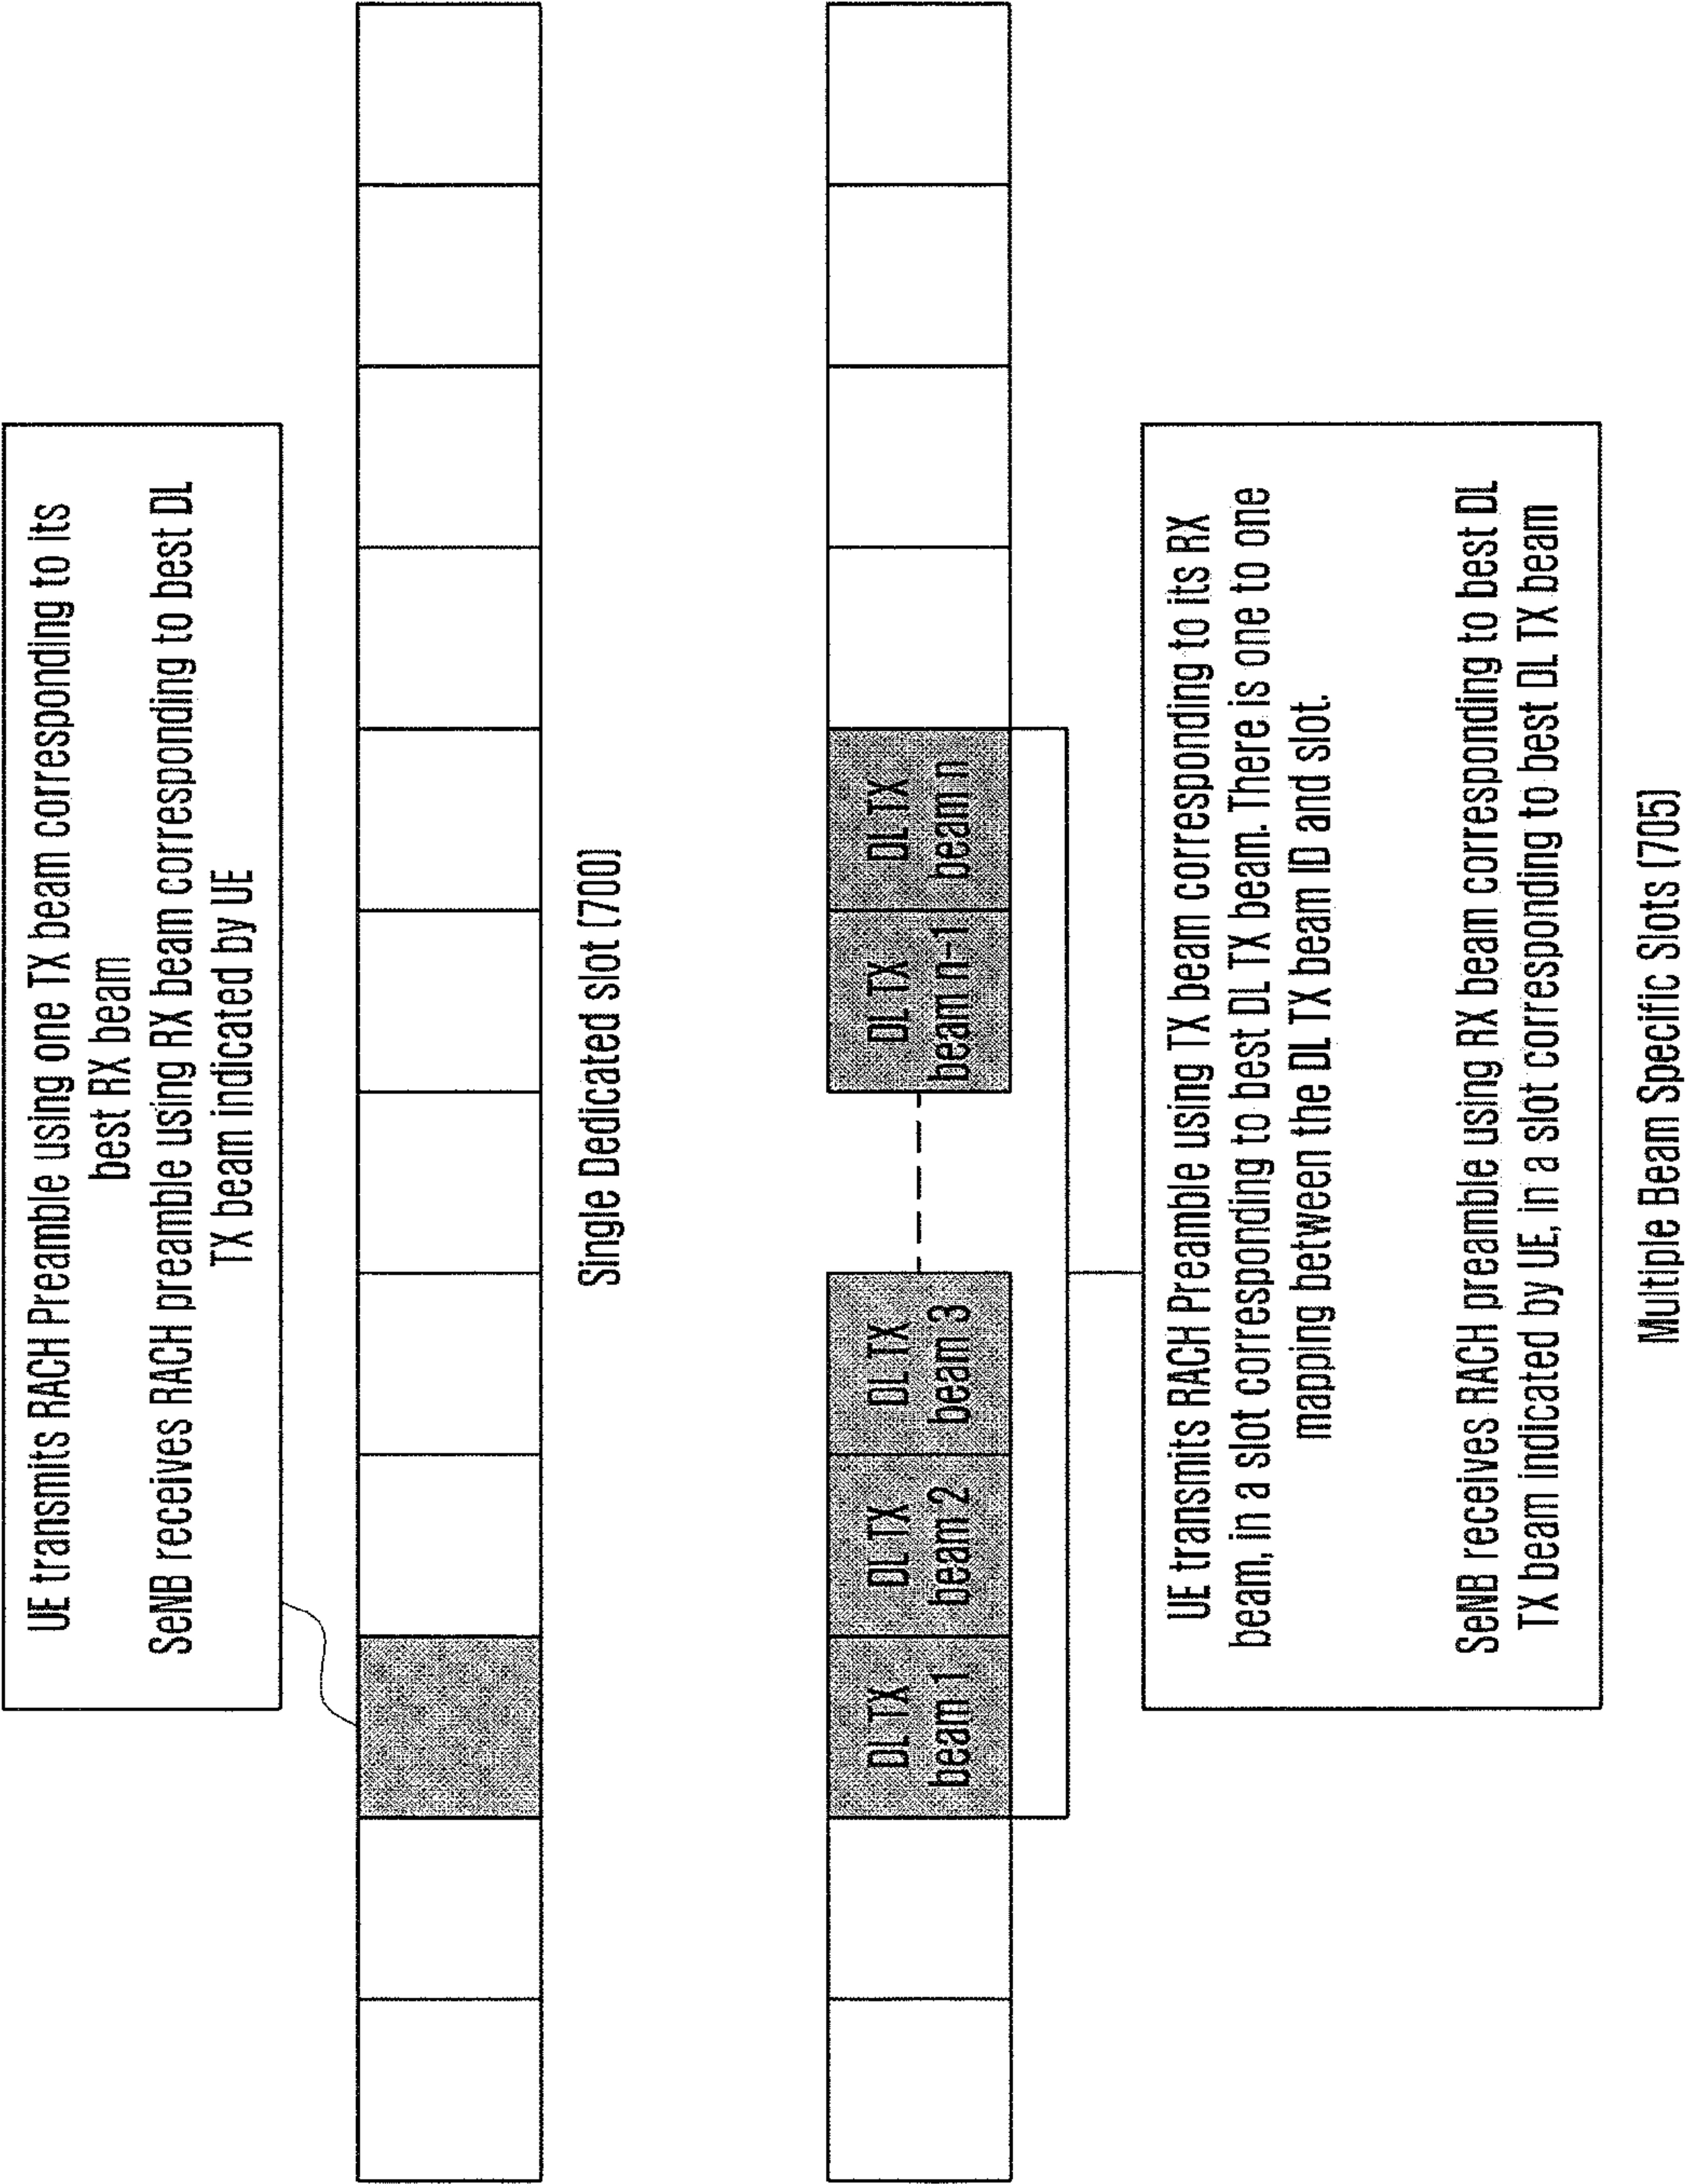 UE transmits RACH Preamble using one TX beam corresponding to its
best RX beam
SeNB receives RACH preamble using RX beam corresponding to best DL
TX beam indicated by UE
Single Dedicated slot (700)
DL TX
beam 1
DL TX
beam 2
DL TX
beam 3
DL TX
beam n-1
DL TX
beam n
UE transmits RACH Preamble using TX beam corresponding to its RX
beam, in a slot corresponding to best DL TX beam. There is one to one
mapping between the DL TX beam ID and slot.
SeNB receives RACH preamble using RX beam corresponding to best DL
TX beam indicated by UE, in a slot corresponding to best DL TX beam
Multiple Beam Specific Slots (705)